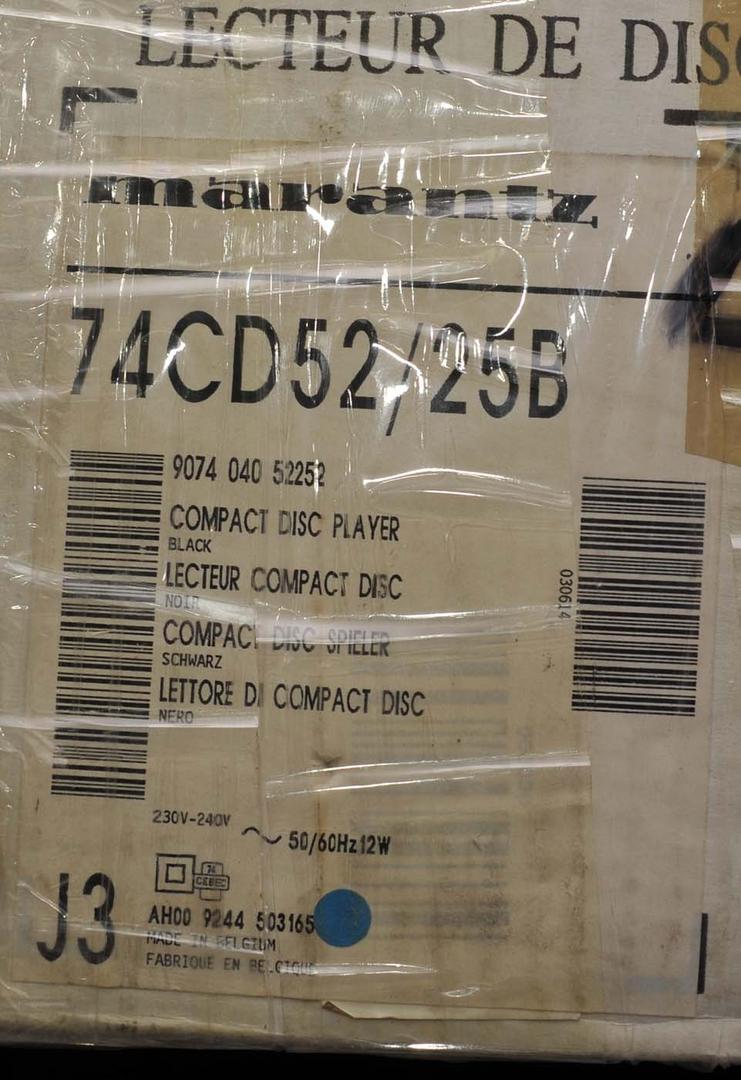 LECTEUR DE DISC
marantz
74CD52/25B
9074 040 52252
COMPACT DISC PLAYER
BLACK
LECTEUR COMPACT DISC
NOIR
COMPACT DISC SPIELER
SCHWARZ
LETTORE DI COMPACT DISC
NERO
030614
230V-240V ~ 50/60Hz 12W
74
CEBEC
J3
AH00 9244 503165
MADE IN BELGIUM
FABRIQUE EN BELGIQUE